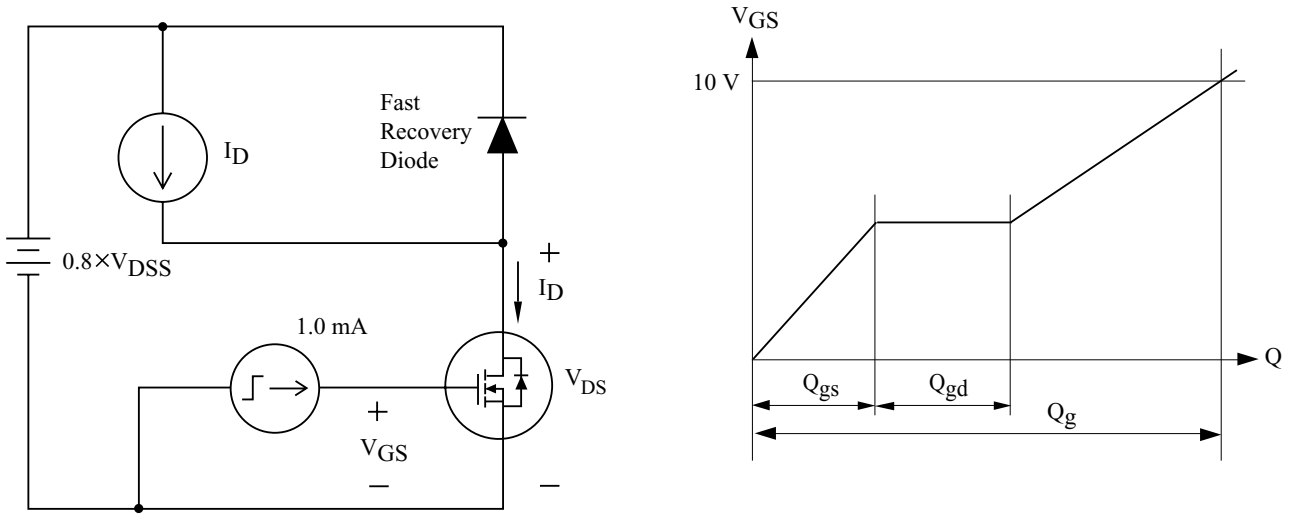 I_D
Fast
Recovery
Diode
0.8×V_DSS
+
I_D
1.0 mA
V_DS
+
V_GS
−
−
V_GS
10 V
Q
Q_gs
Q_gd
Q_g